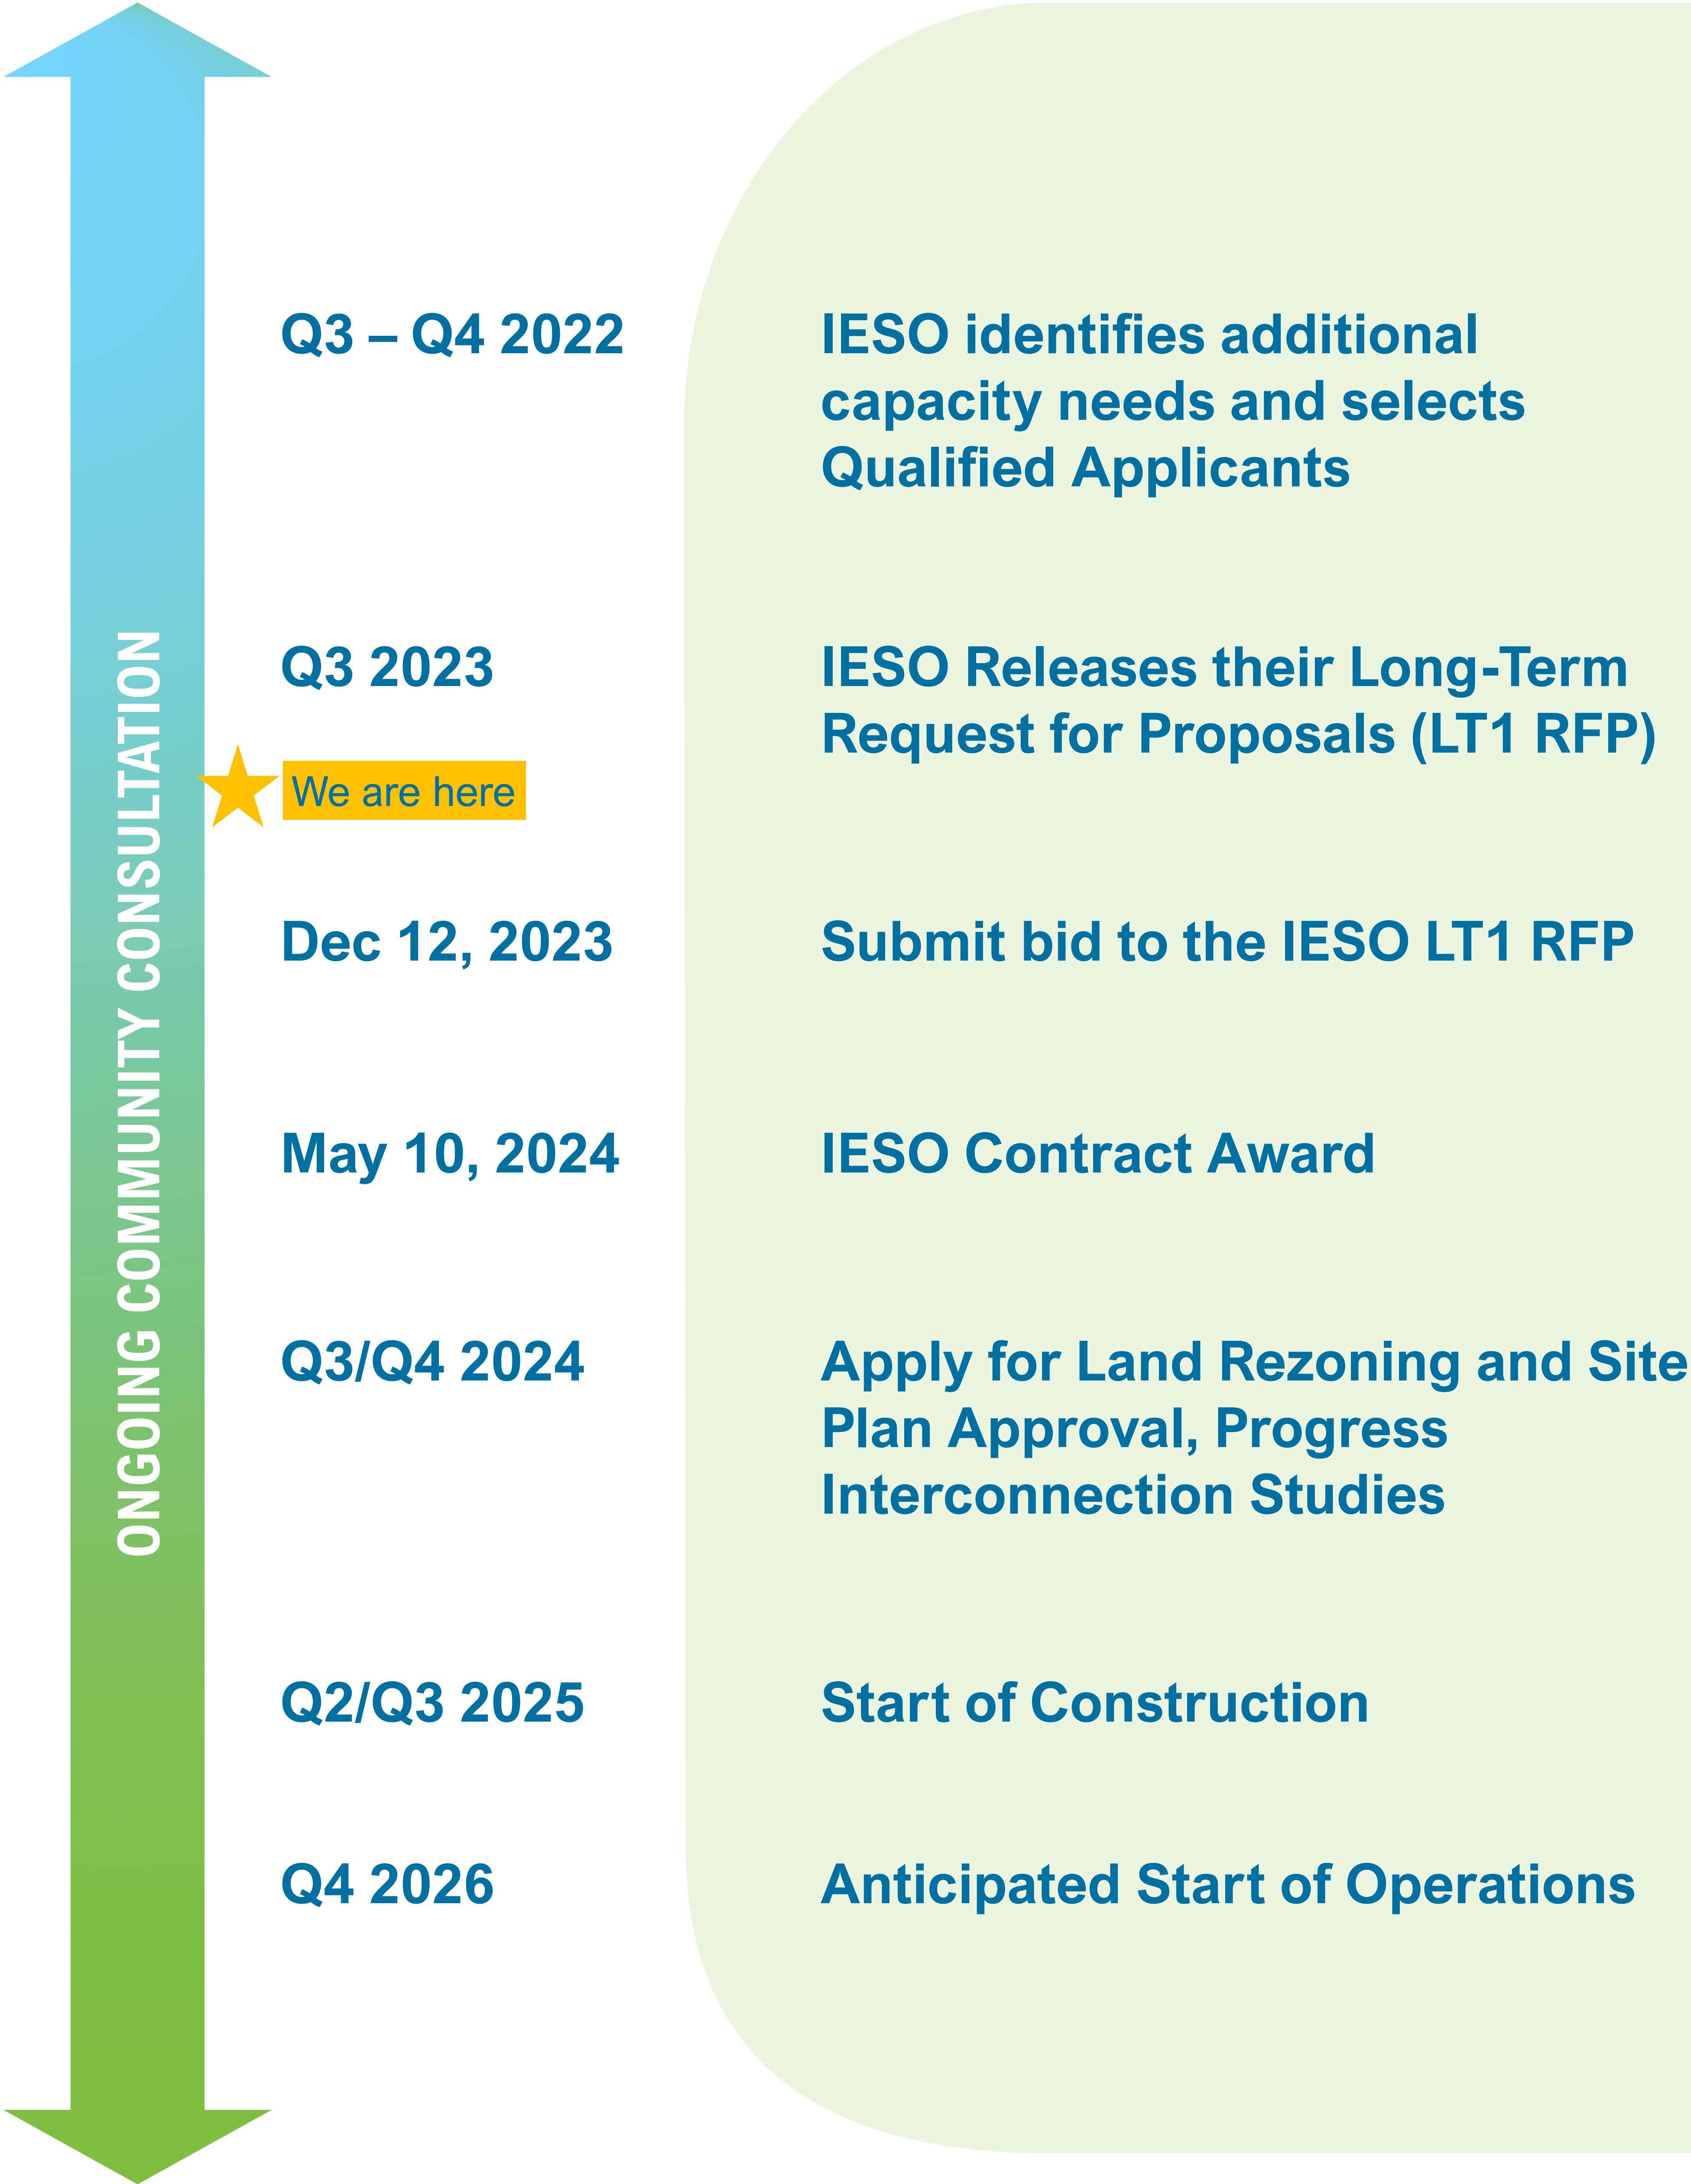 ONGOING COMMUNITY CONSULTATION
Q3 – Q4 2022
IESO identifies additional
capacity needs and selects
Qualified Applicants
Q3 2023
IESO Releases their Long-Term
Request for Proposals (LT1 RFP)
We are here
Dec 12, 2023
Submit bid to the IESO LT1 RFP
May 10, 2024
IESO Contract Award
Q3/Q4 2024
Apply for Land Rezoning and Site
Plan Approval, Progress
Interconnection Studies
Q2/Q3 2025
Start of Construction
Q4 2026
Anticipated Start of Operations